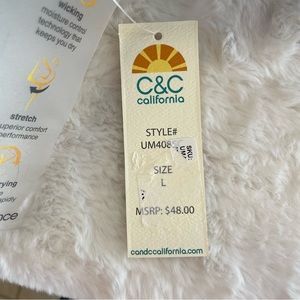 wicking
moisture control
technology that
keeps you dry
stretch
superior comfort
performance
C&C
california
STYLE#
SIZE
L
MSRP: $48.00
candccalifornia.com